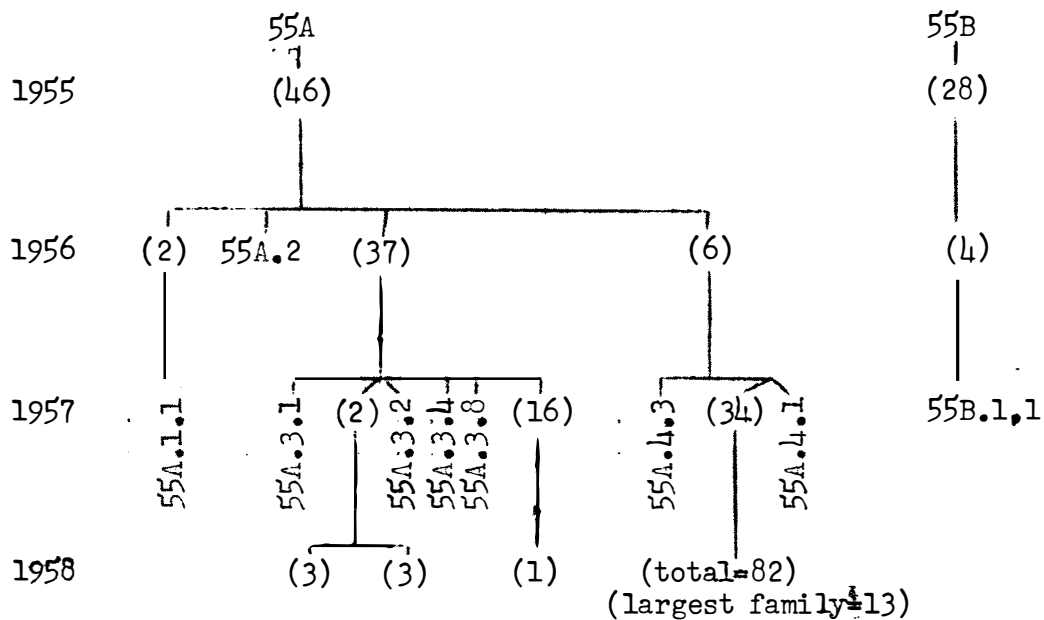 55A 55B
1955 (46) (28)
1956 (2) 55A.2 (37) (6) (4)
1957 55A.1.1 55A.3.1 (2) 55A.3.2 55A.3.4 55A.3.8 (16) 55A.4.3 (34) 55A.4.1 55B.1,1
1958 (3) (3) (1) (total=82)
(largest family=13)